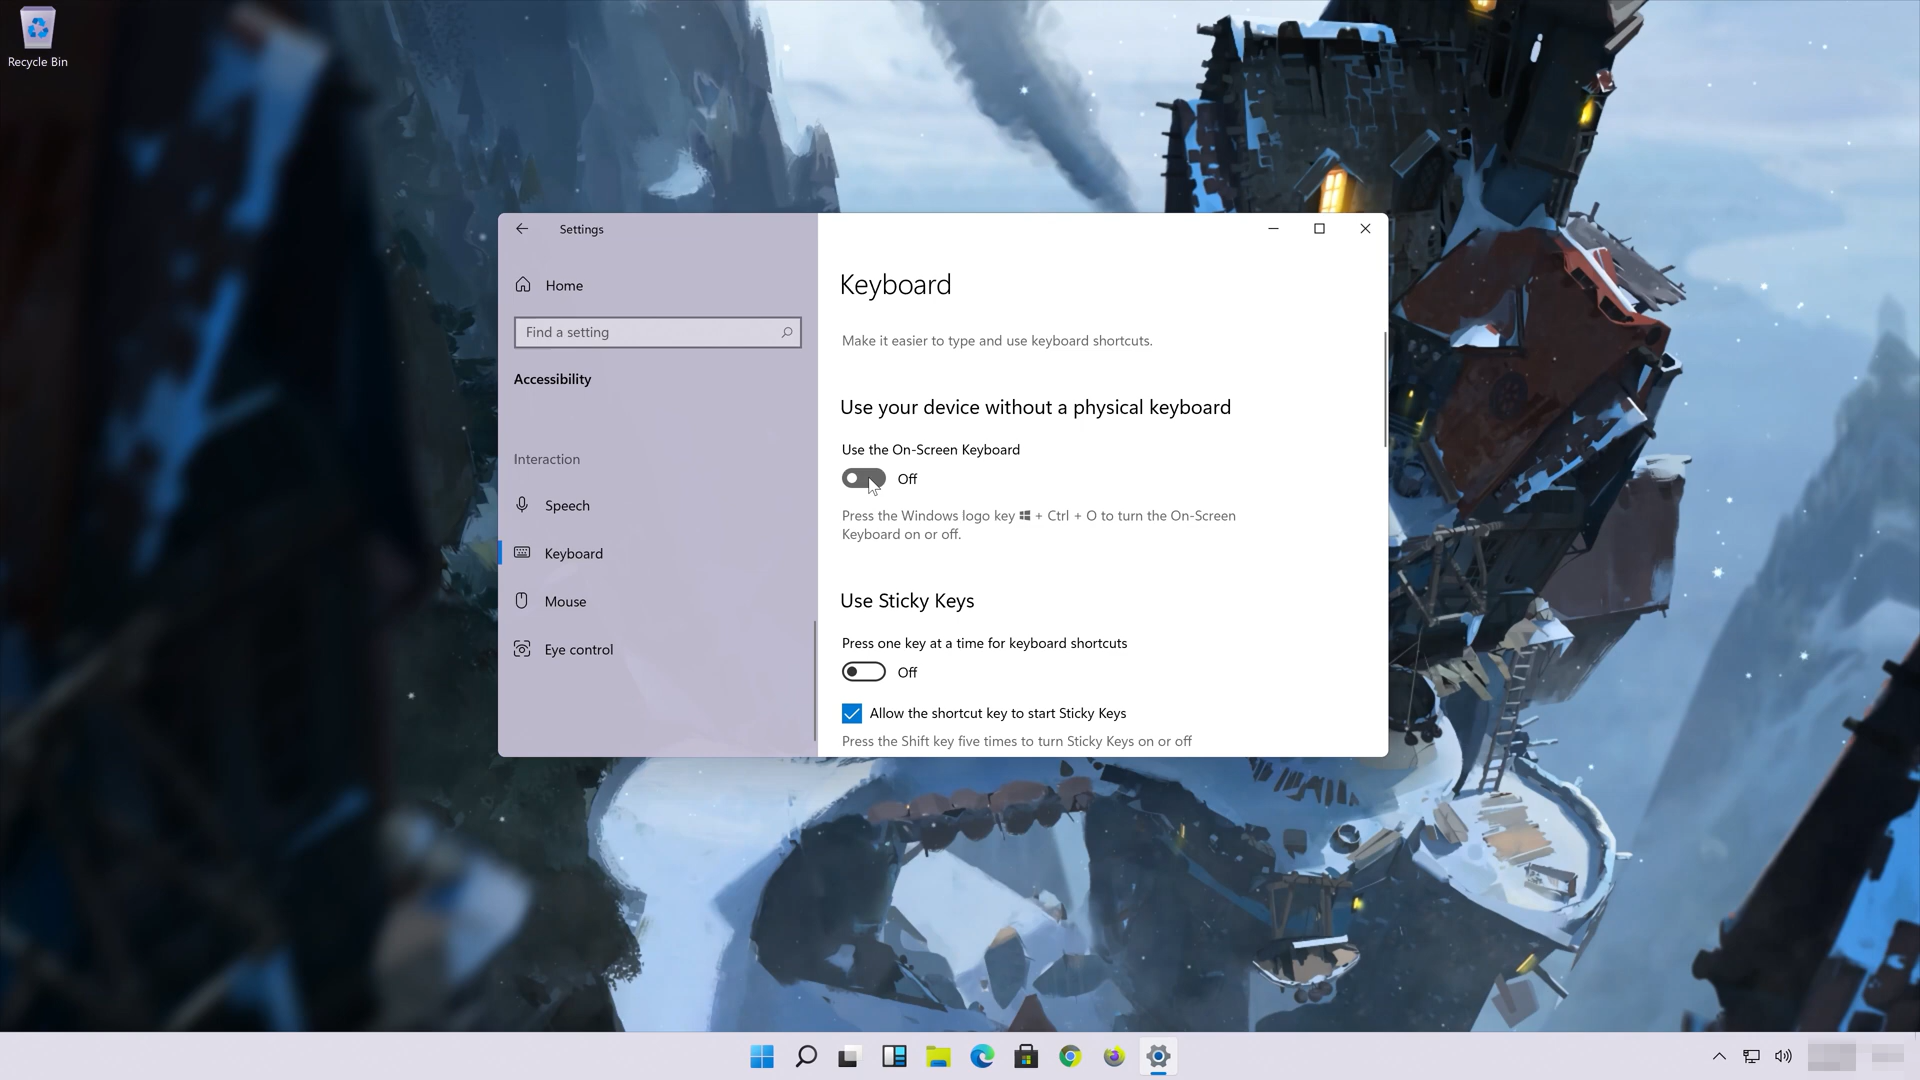 Recycle Bin
Settings
Home
Find a setting
Accessibility
Interaction
Speech
Keyboard
Mouse
Eye control
Keyboard
Make it easier to type and use keyboard shortcuts.
Use your device without a physical keyboard
Use the On-Screen Keyboard
Off
Press the Windows logo key + Ctrl + O to turn the On-Screen
Keyboard on or off.
Use Sticky Keys
Press one key at a time for keyboard shortcuts
Off
Allow the shortcut key to start Sticky Keys
Press the Shift key five times to turn Sticky Keys on or off